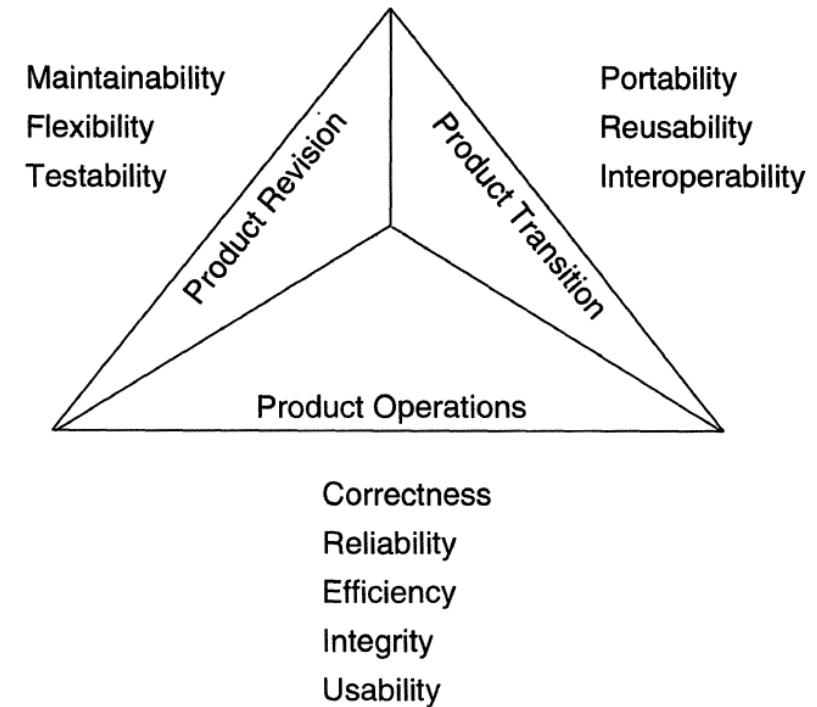 Maintainability
Flexibility
Testability
Product Revision
Product Transition
Portability
Reusability
Interoperability
Product Operations
Correctness
Reliability
Efficiency
Integrity
Usability